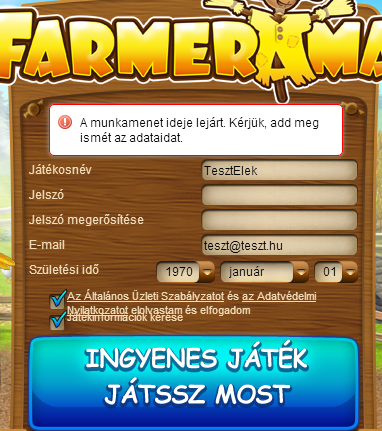 FARMERAMA
A munkamenet ideje lejárt. Kérjük, add meg
ismét az adataidat.
Játékosnév TesztElek
Jelszó
Jelszó megerősítése
E-mail teszt@teszt.hu
Születési idő 1970 január 01
Az Általános Üzleti Szabályzatot és az Adatvédelmi
Nyilatkozatot elolvastam és elfogadom
Játékinformációk kérése
INGYENES JÁTÉK
JÁTSSZ MOST